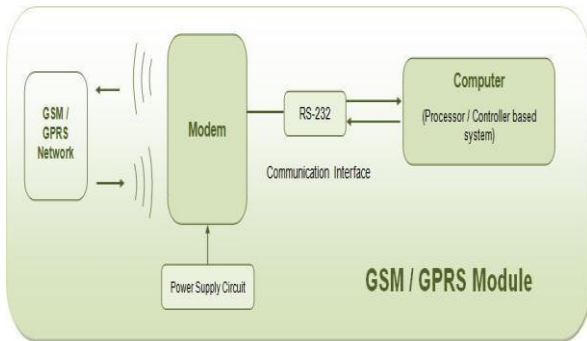 GSM /
GPRS
Network
Modem
RS-232
Communication Interface
Computer
(Processor / Controller based
system)
Power Supply Circuit
GSM / GPRS Module